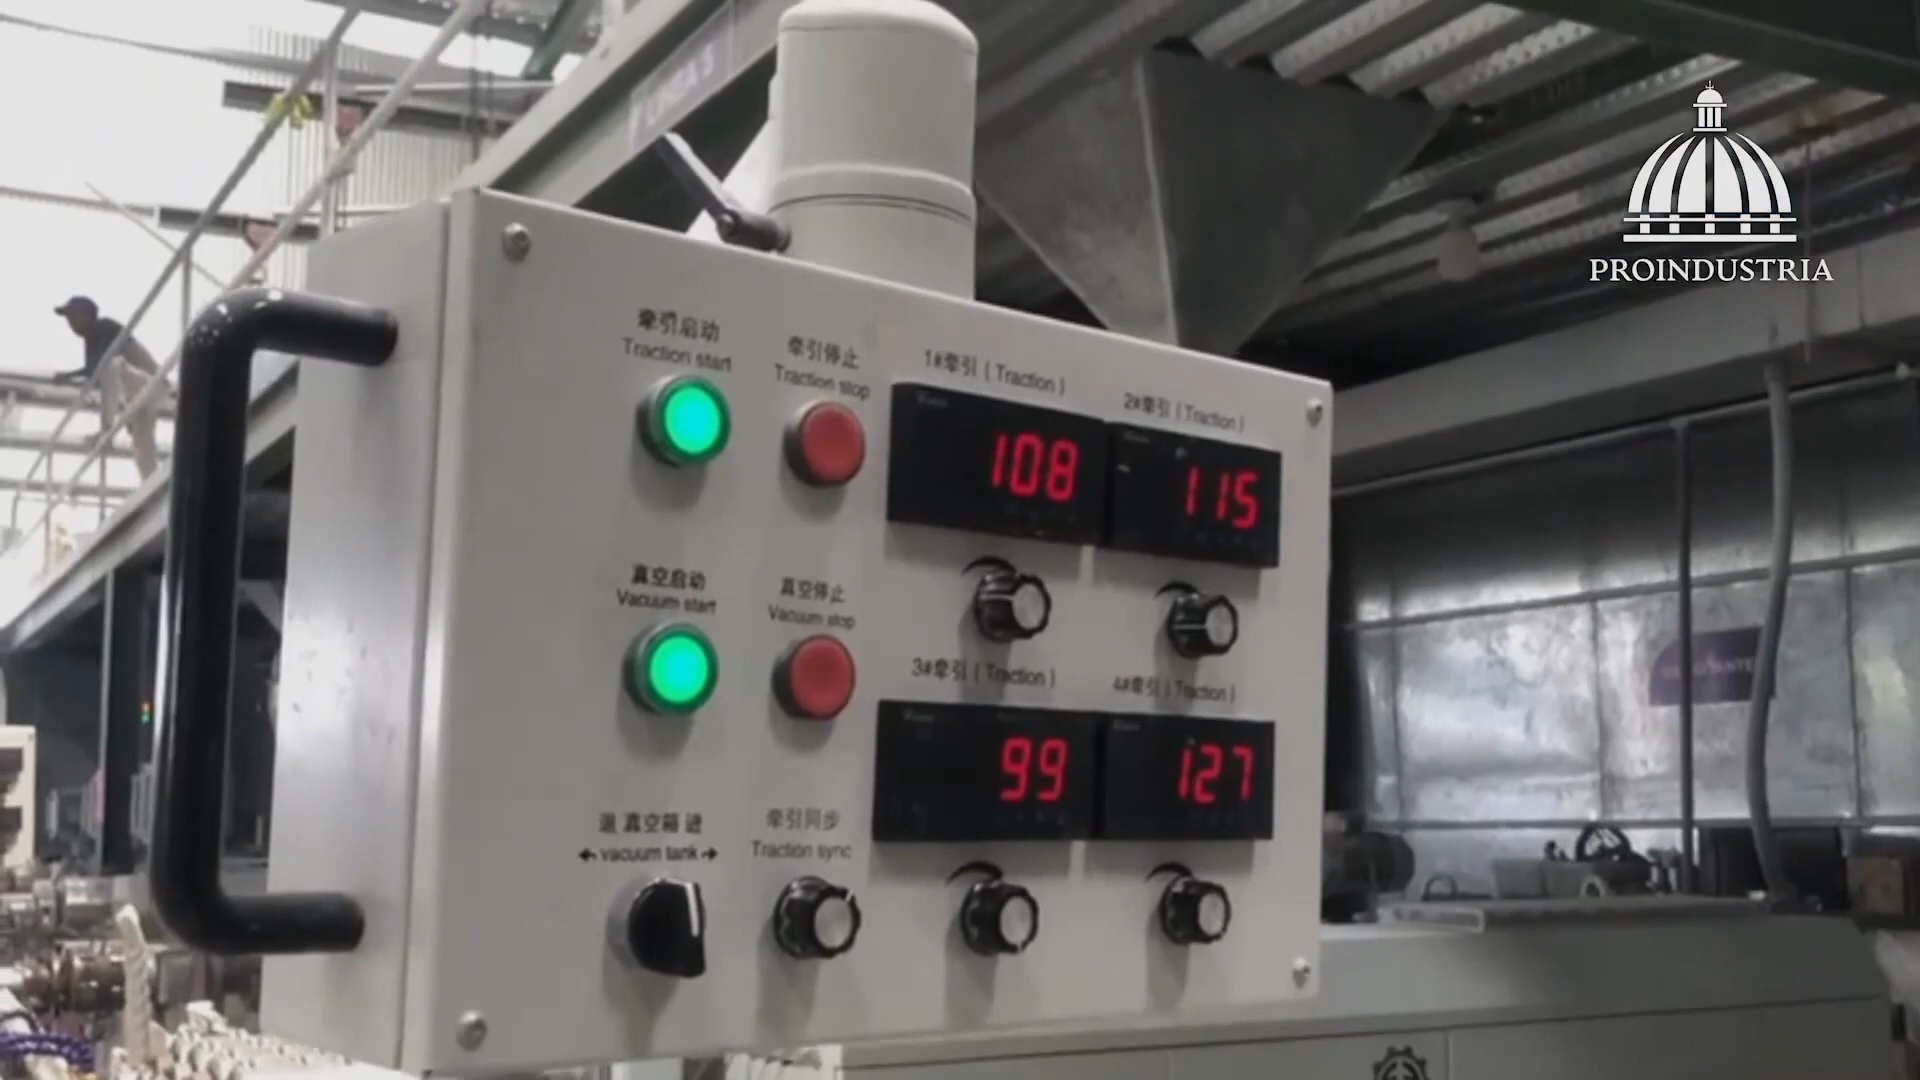 LINEA 5
PROINDUSTRIA
牵引启动
Traction start
牵引停止
Traction stop
1#牵引 ( Traction )
2#牵引 ( Traction )
108
115
真空启动
Vacuum start
真空停止
Vacuum stop
3#牵引 ( Traction )
4#牵引 ( Traction )
99
127
退 真空箱 进
←vacuum tank→
牵引同步
Traction sync